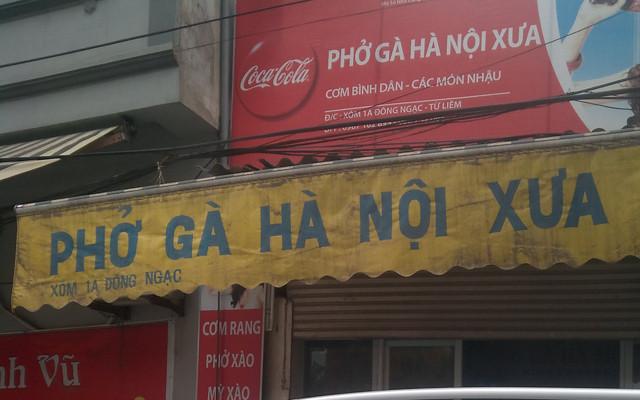 Coca-Cola
PHỞ GÀ HÀ NỘI XƯA
CƠM BÌNH DÂN - CÁC MÓN NHẬU
Đ/C - XÓM 1A ĐÔNG NGẠC - TỪ LIÊM
PHỞ GÀ HÀ NỘI XƯA
XÓM 1A ĐÔNG NGẠC
CƠM RANG
PHỞ XÀO
MỲ XÀO
Vũ